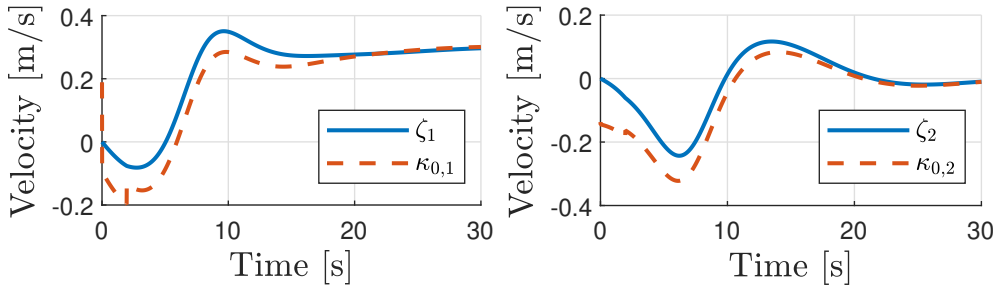 Velocity [m/s]
0.4
0.2
0
-0.2
0
10
20
30
Time [s]
ζ₁
κ₀,₁
Velocity [m/s]
0.2
0
-0.2
-0.4
0
10
20
30
Time [s]
ζ₂
κ₀,₂